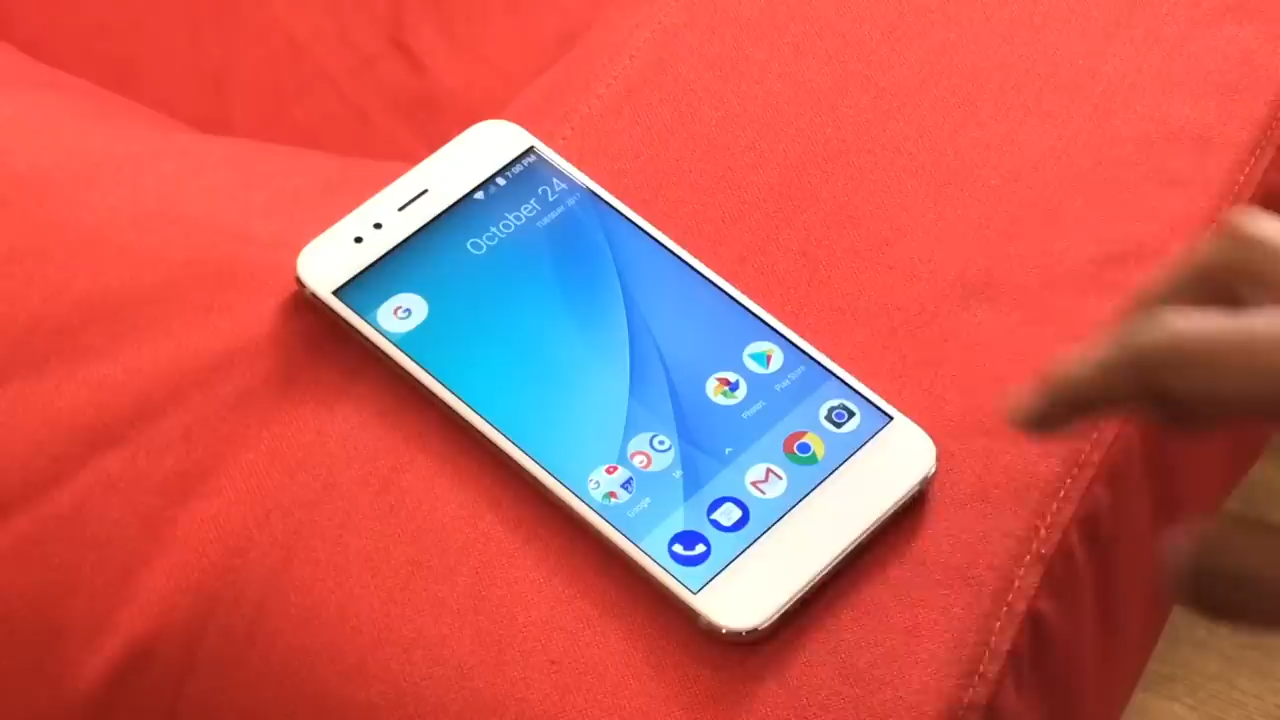 7:00 PM
October 24
TUESDAY, 2017
G
Photos
Play Store
Google